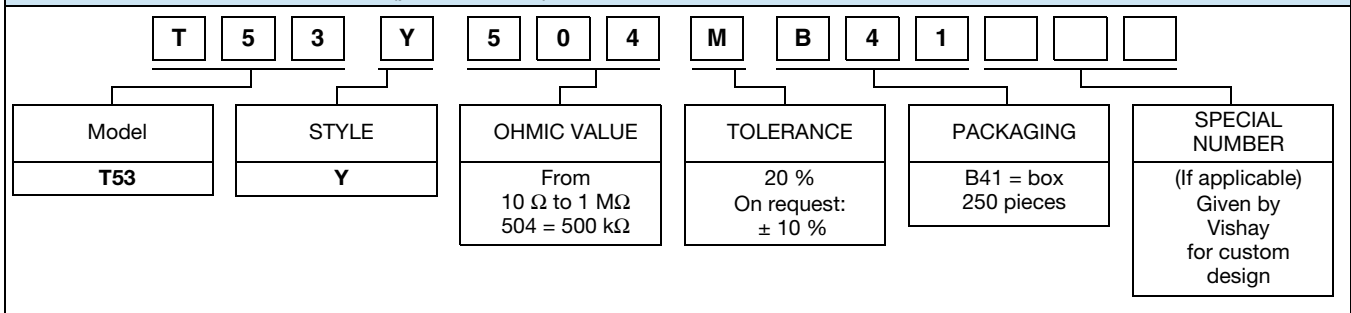 T 5 3 Y 5 0 4 M B 4 1
Model
T53
STYLE
Y
OHMIC VALUE
From
10 Ω to 1 MΩ
504 = 500 kΩ
TOLERANCE
20 %
On request:
± 10 %
PACKAGING
B41 = box
250 pieces
SPECIAL
NUMBER
(If applicable)
Given by
Vishay
for custom
design